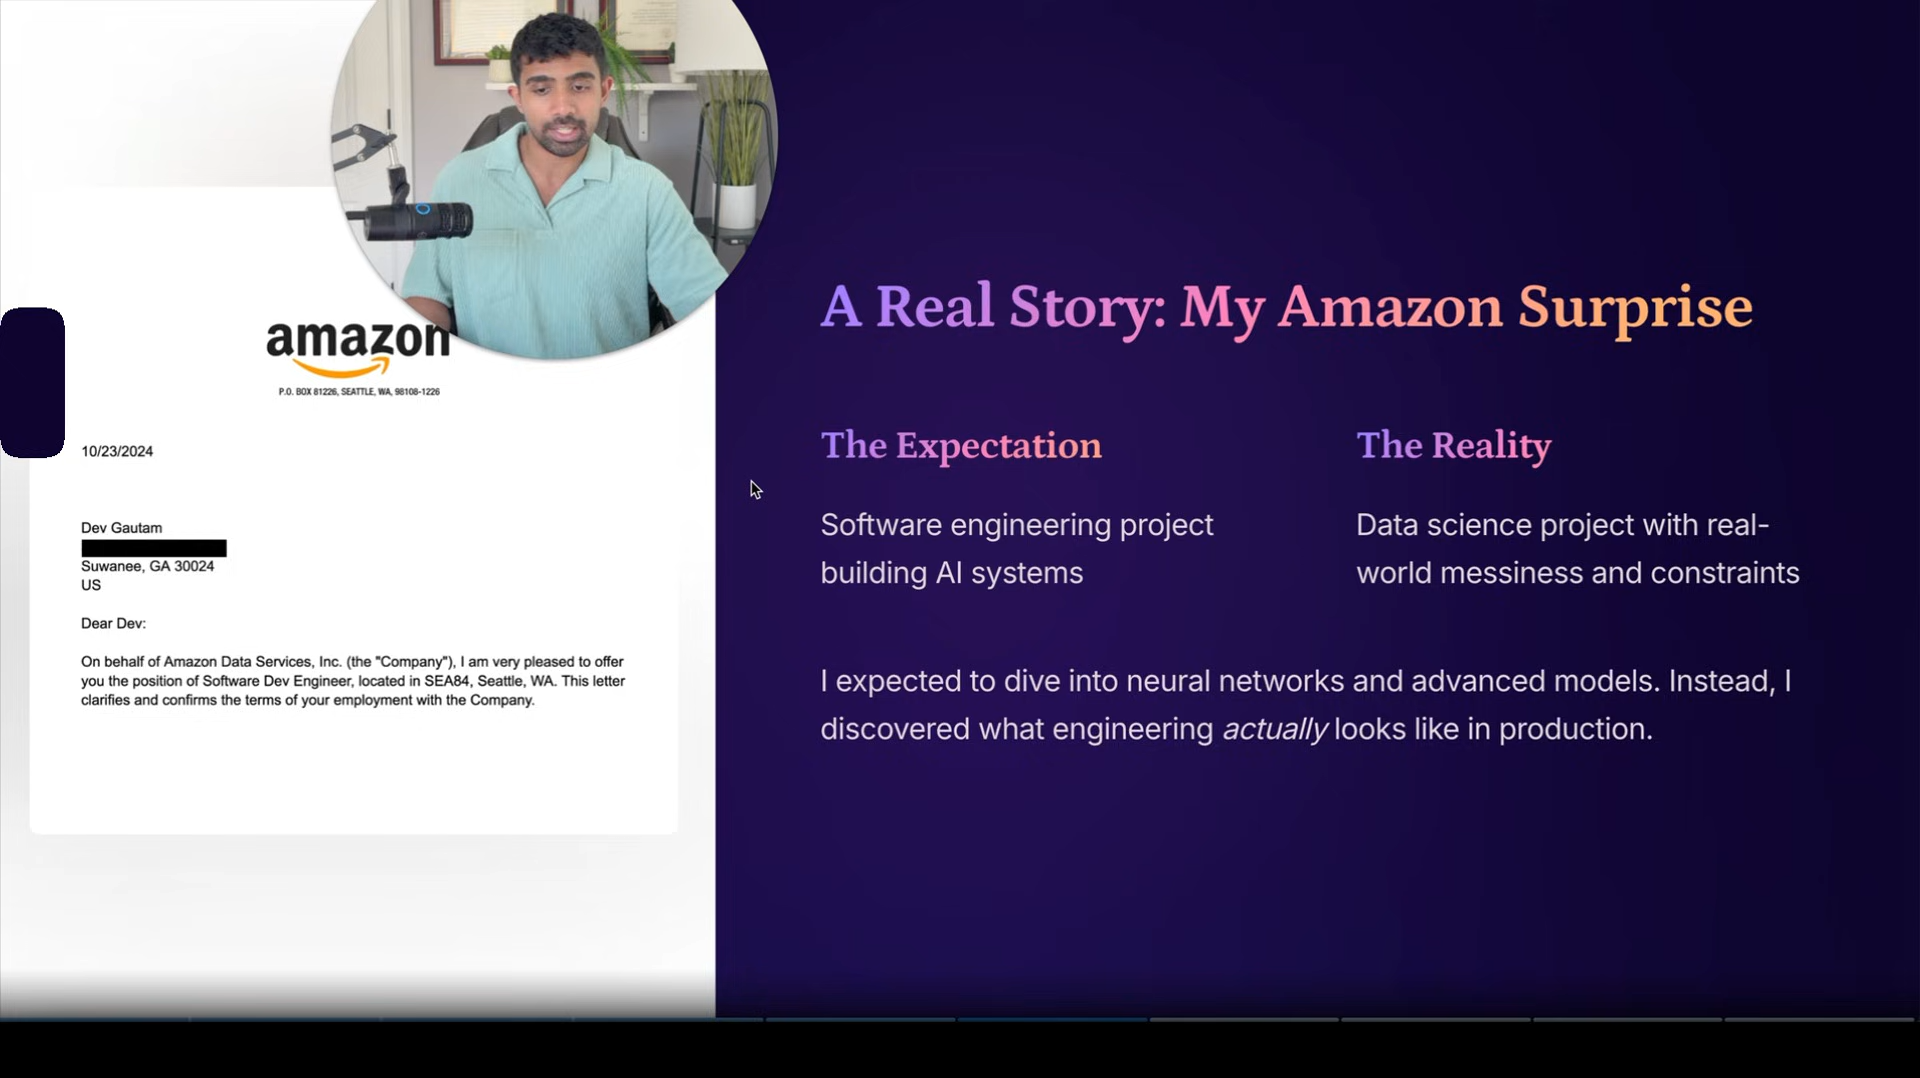 amazon
P.O. BOX 81226, SEATTLE, WA, 98108-1226
10/23/2024
Dev Gautam
Suwanee, GA 30024
US
Dear Dev:
On behalf of Amazon Data Services, Inc. (the "Company"), I am very pleased to offer
you the position of Software Dev Engineer, located in SEA84, Seattle, WA. This letter
clarifies and confirms the terms of your employment with the Company.
A Real Story: My Amazon Surprise
The Expectation
Software engineering project
building AI systems
The Reality
Data science project with real-
world messiness and constraints
I expected to dive into neural networks and advanced models. Instead, I
discovered what engineering actually looks like in production.